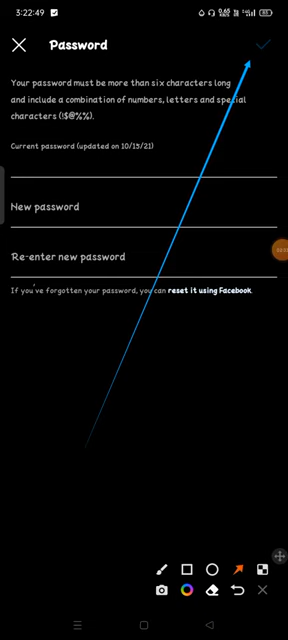 3:22:49
Password
Your password must be more than six characters long
and include a combination of numbers, letters and special
characters (!$@%%).
Current password (updated on 10/15/21)
New password
Re-enter new password
If you've forgotten your password, you can reset it using Facebook